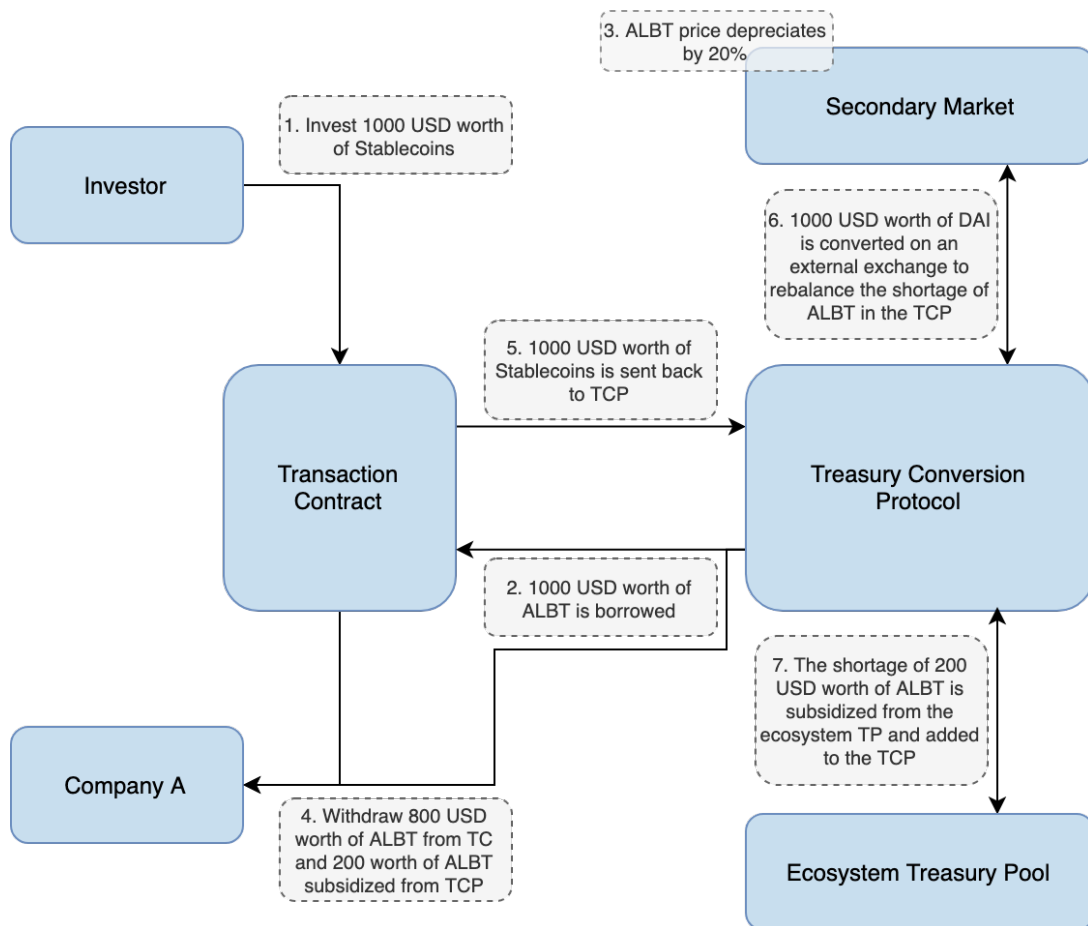 3. ALBT price depreciates
by 20%
Secondary Market
1. Invest 1000 USD worth
of Stablecoins
Investor
6. 1000 USD worth of DAI
is converted on an
external exchange to
rebalance the shortage of
ALBT in the TCP
5. 1000 USD worth of
Stablecoins is sent back
to TCP
Transaction
Contract
Treasury Conversion
Protocol
2. 1000 USD worth of
ALBT is borrowed
7. The shortage of 200
USD worth of ALBT is
subsidized from the
ecosystem TP and added
to the TCP
Company A
4. Withdraw 800 USD
worth of ALBT from TC
and 200 worth of ALBT
subsidized from TCP
Ecosystem Treasury Pool